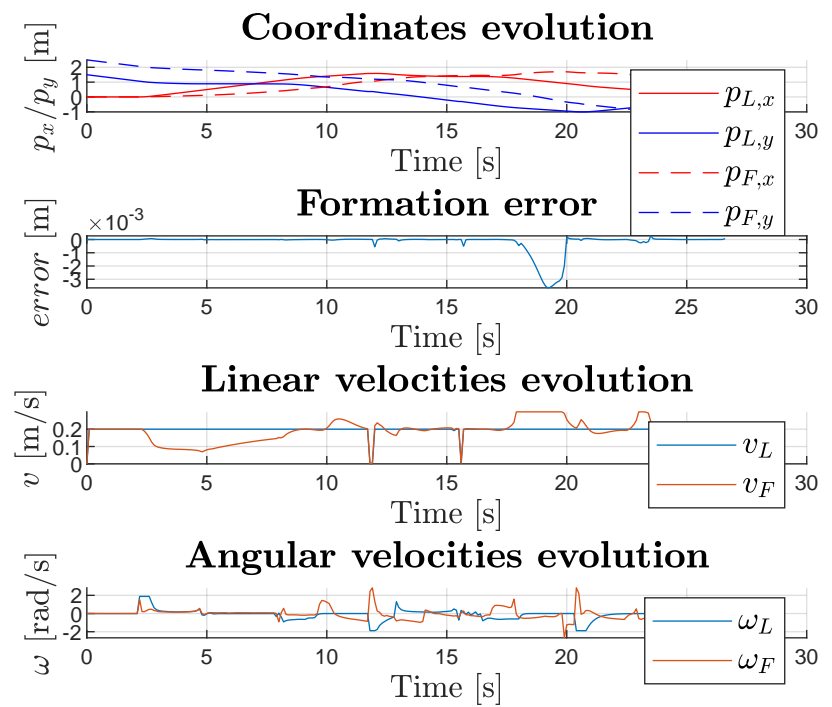 Coordinates evolution
p_x/p_y [m]
2
1
0
-1
0 5 10 15 20 30
Time [s]
p_{L,x}
p_{L,y}
p_{F,x}
p_{F,y}
Formation error
×10^{-3}
error [m]
0
-1
-2
-3
0 5 10 15 20 25 30
Time [s]
Linear velocities evolution
v [m/s]
0.2
0.1
0
0 5 10 15 20 30
Time [s]
v_L
v_F
Angular velocities evolution
ω [rad/s]
2
0
-2
0 5 10 15 20 30
Time [s]
ω_L
ω_F